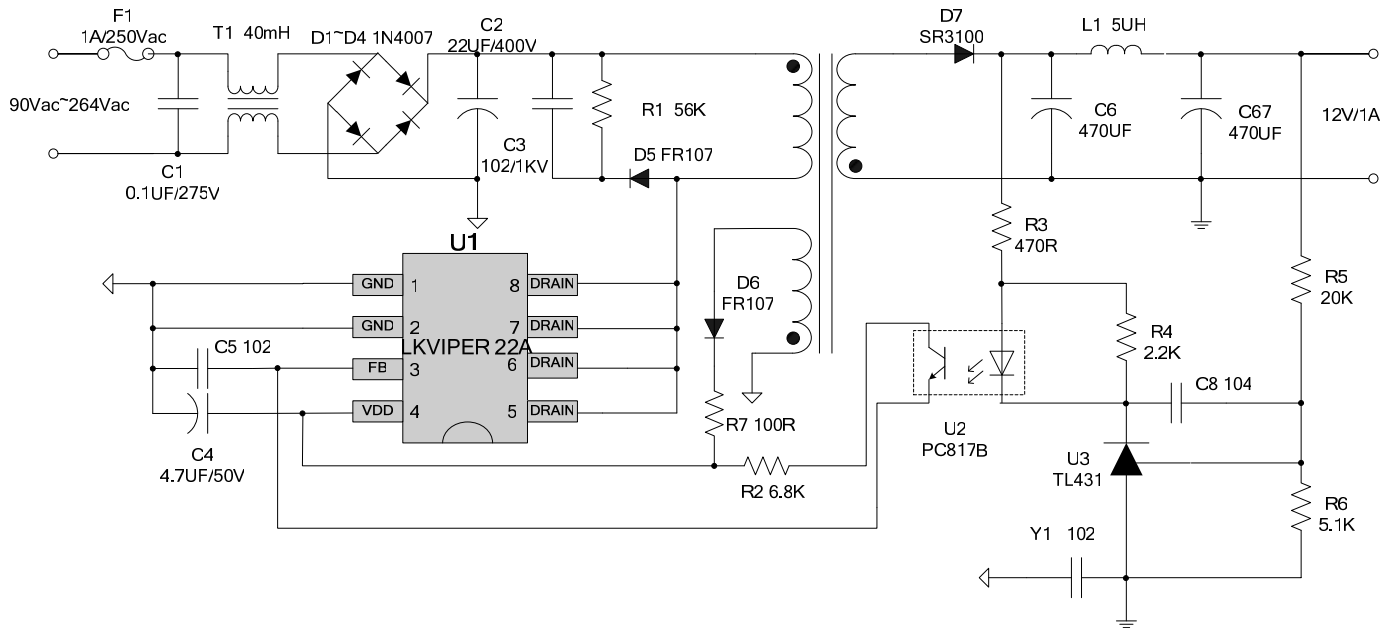 F1
1A/250Vac
T1 40mH
D1~D4 1N4007
C2
22UF/400V
D7
SR3100
L1 5UH
90Vac~264Vac
R1 56K
C6
470UF
C67
470UF
12V/1A
C1
0.1UF/275V
C3
102/1KV
D5 FR107
R3
470R
U1
GND 1
8 DRAIN
GND 2
7 DRAIN
LKVIPER 22A
FB 3
6 DRAIN
VDD 4
5 DRAIN
C5 102
C4
4.7UF/50V
D6
FR107
R7 100R
R2 6.8K
R4
2.2K
R5
20K
C8 104
U2
PC817B
U3
TL431
R6
5.1K
Y1 102